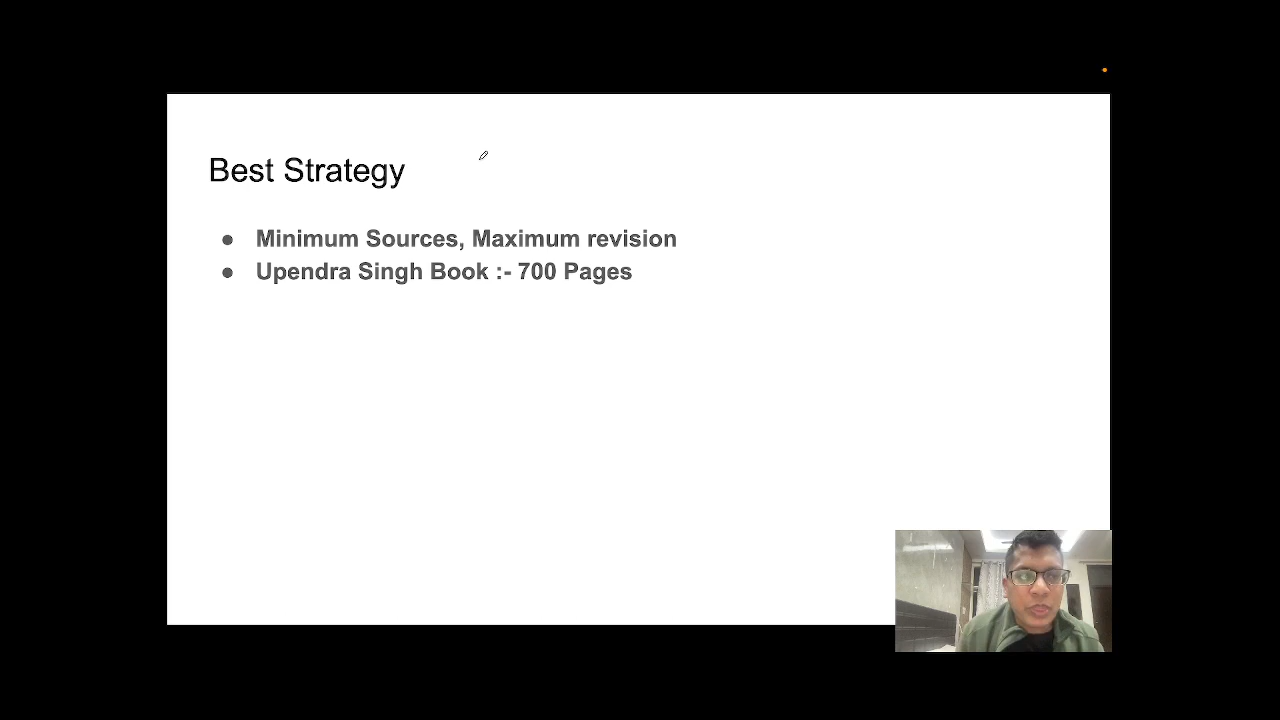 Best Strategy
● Minimum Sources, Maximum revision
● Upendra Singh Book :- 700 Pages